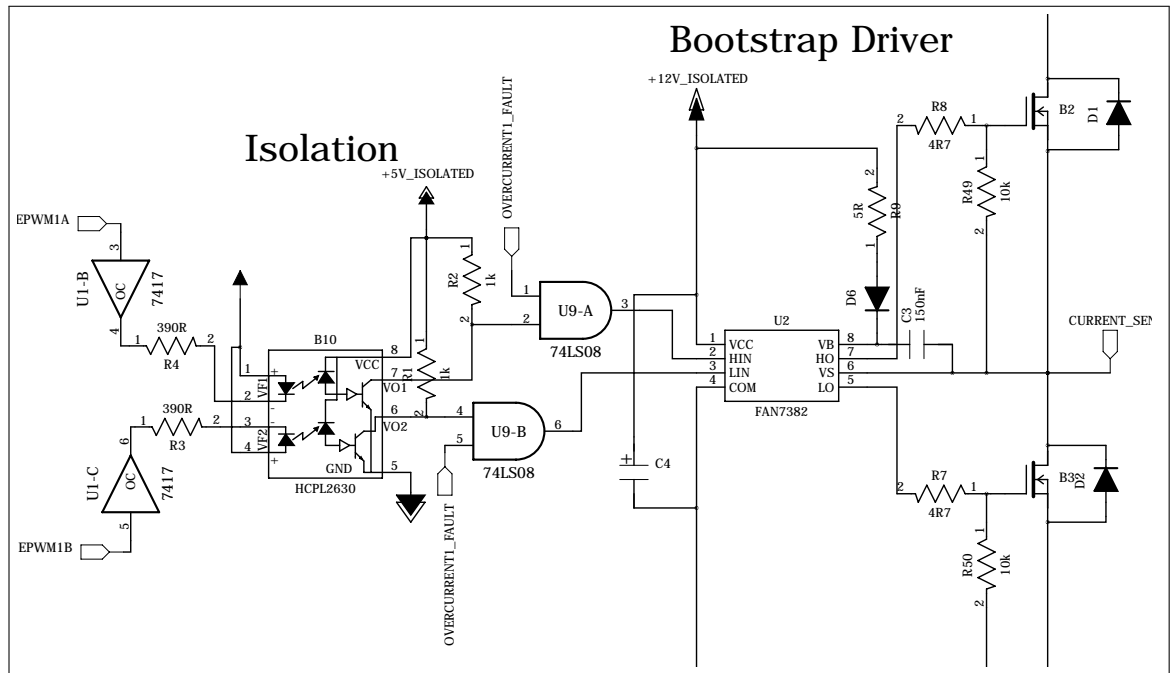 Bootstrap Driver
Isolation
+12V_ISOLATED
+5V_ISOLATED
OVERCURRENT1_FAULT
EPWM1A
3
U1-B
OC
7417
4
390R
1 2
R4
390R
1 2
R3
6
U1-C
OC
7417
5
EPWM1B
B10
HCPL2630
1
2
3
4
+
VF1
-
-
VF2
+
VCC
8
7
VO1
6
VO2
GND
5
1
R2
1k
2
1
R1
1k
2
1
2
U9-A
3
74LS08
4
5
U9-B
6
74LS08
OVERCURRENT1_FAULT
+
C4
U2
1 VCC VB 8
2 HIN HO 7
3 LIN VS 6
4 COM LO 5
FAN7382
2
5R
R9
1
D6
C3
150nF
R8
2 1
4R7
1
R49
10k
2
B2
D1
CURRENT_SEN
R7
2 1
4R7
1
R50
10k
2
B3
D2